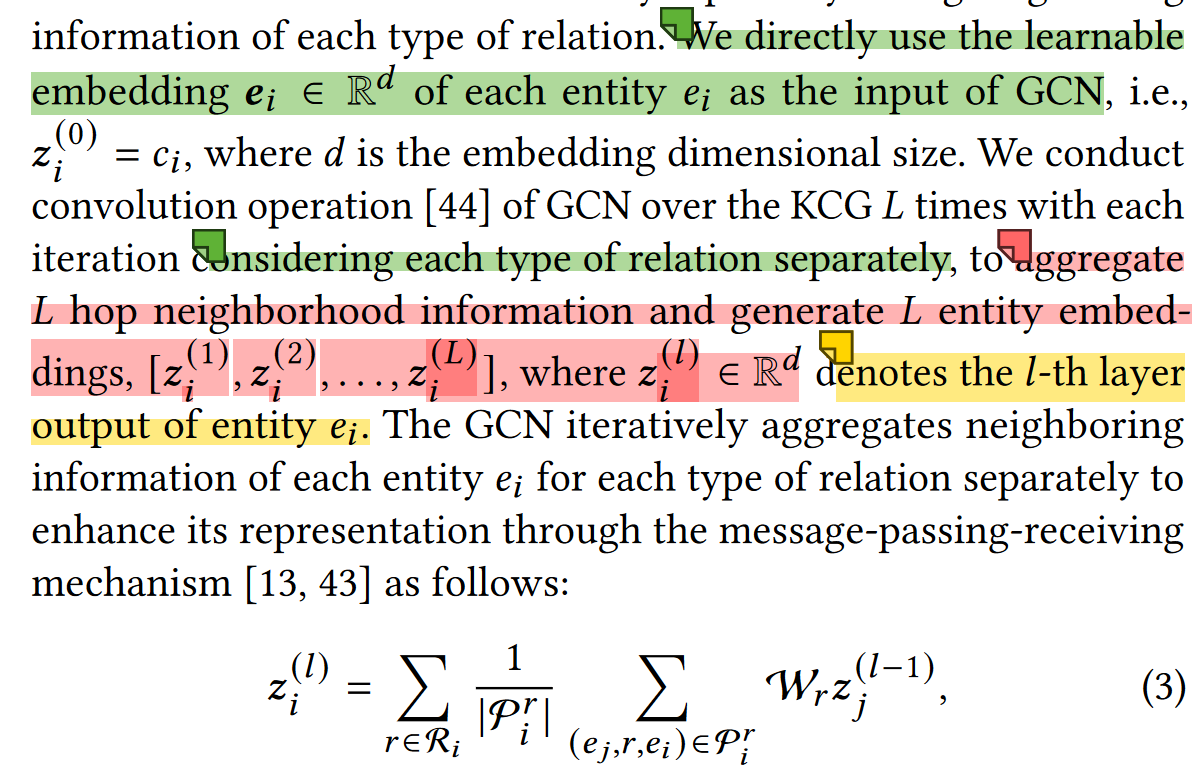 information of each type of relation. We directly use the learnable
embedding e_i ∈ ℝ^d of each entity e_i as the input of GCN, i.e.,
z_i^(0) = c_i, where d is the embedding dimensional size. We conduct
convolution operation [44] of GCN over the KCG L times with each
iteration considering each type of relation separately, to aggregate
L hop neighborhood information and generate L entity embed-
dings, [z_i^(1), z_i^(2), . . . , z_i^(L)], where z_i^(l) ∈ ℝ^d denotes the l-th layer
output of entity e_i. The GCN iteratively aggregates neighboring
information of each entity e_i for each type of relation separately to
enhance its representation through the message-passing-receiving
mechanism [13, 43] as follows:
z_i^(l) = ∑_{r∈ℛ_i} 1/|𝒫_i^r| ∑_{(e_j,r,e_i)∈𝒫_i^r} 𝒲_r z_j^(l−1), (3)